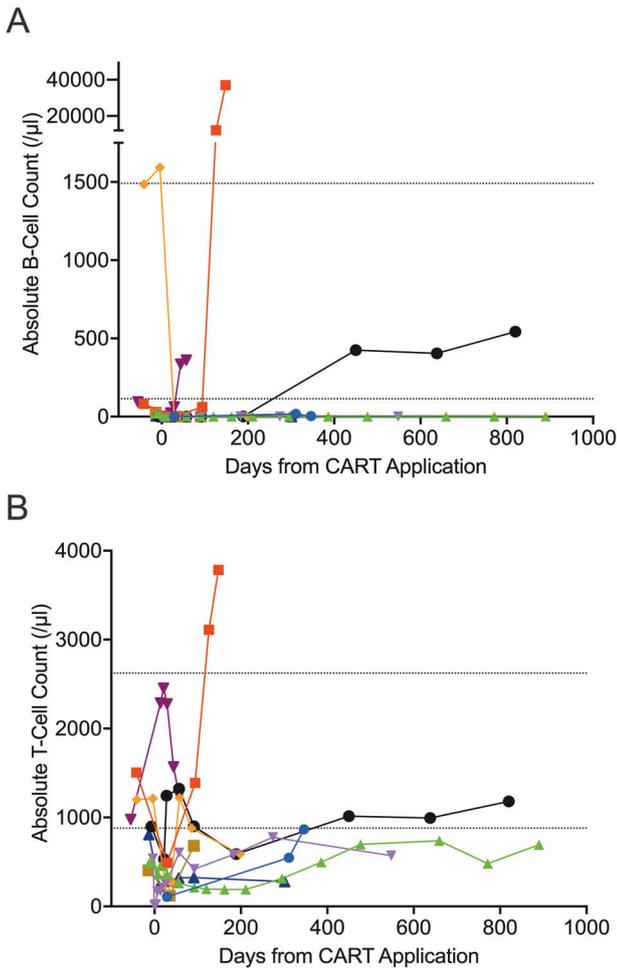 A
Absolute B-Cell Count (/µl)
40000
20000
1500
1000
500
0
0 200 400 600 800 1000
Days from CART Application
B
Absolute T-Cell Count (/µl)
4000
3000
2000
1000
0
0 200 400 600 800 1000
Days from CART Application